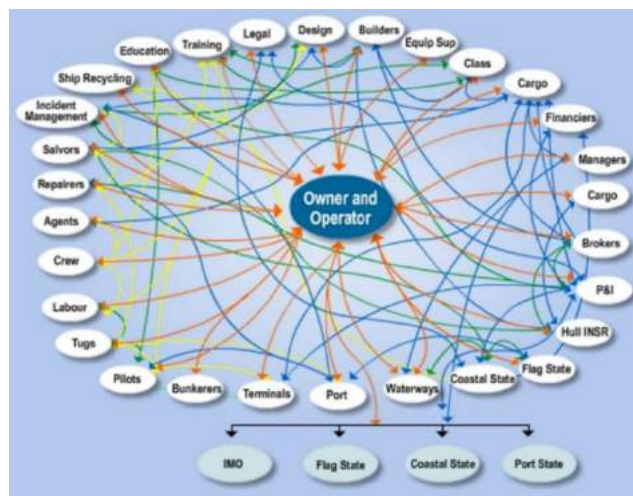 Design
Legal
Builders
Training
Equip Sup
Education
Class
Ship Recycling
Cargo
Incident
Management
Financiers
Salvors
Managers
Repairers
Owner and
Operator
Cargo
Agents
Brokers
Crew
P&I
Labour
Hull INSR
Tugs
Flag State
Pilots
Coastal State
Bunkerers
Terminals
Port
Waterways
IMO
Flag State
Coastal State
Port State